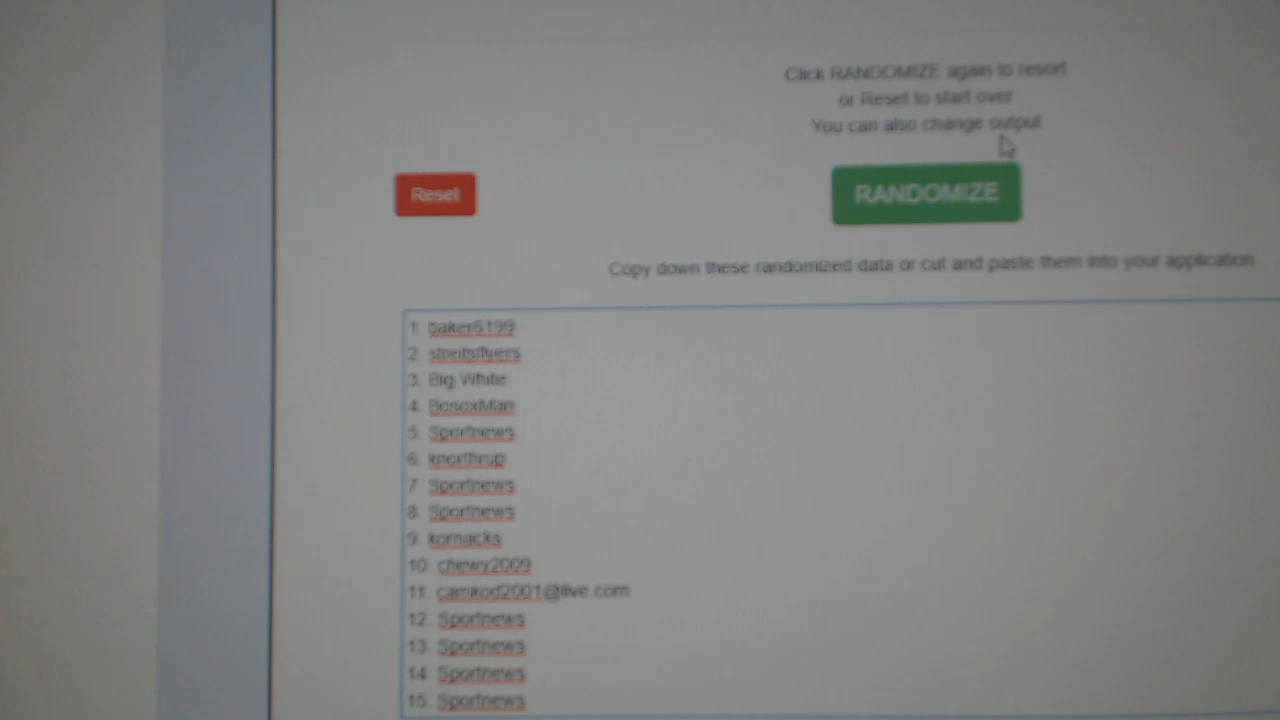 Click RANDOMIZE again to resort
or Reset to start over
You can also change output
Reset
RANDOMIZE
Copy down these randomized data or cut and paste them into your application
1. baker6199
2. streitsflyers
3. Big White
4. BosoxMan
5. Sportnews
6. knorthrup
7. Sportnews
8. Sportnews
9. kornacks
10. chewy2009
11. camkod2001@live.com
12. Sportnews
13. Sportnews
14. Sportnews
15. Sportnews